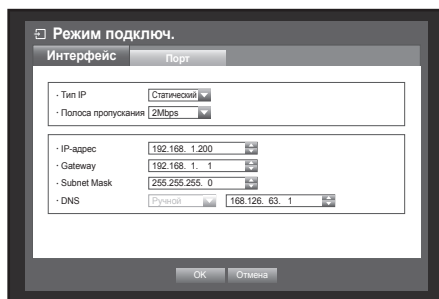 Режим подключ.
Интерфейс Порт
· Тип IP Статический
· Полоса пропускания 2Mbps
· IP-адрес 192.168. 1.200
· Gateway 192.168. 1. 1
· Subnet Mask 255.255.255. 0
· DNS Ручной 168.126. 63. 1
OK Отмена